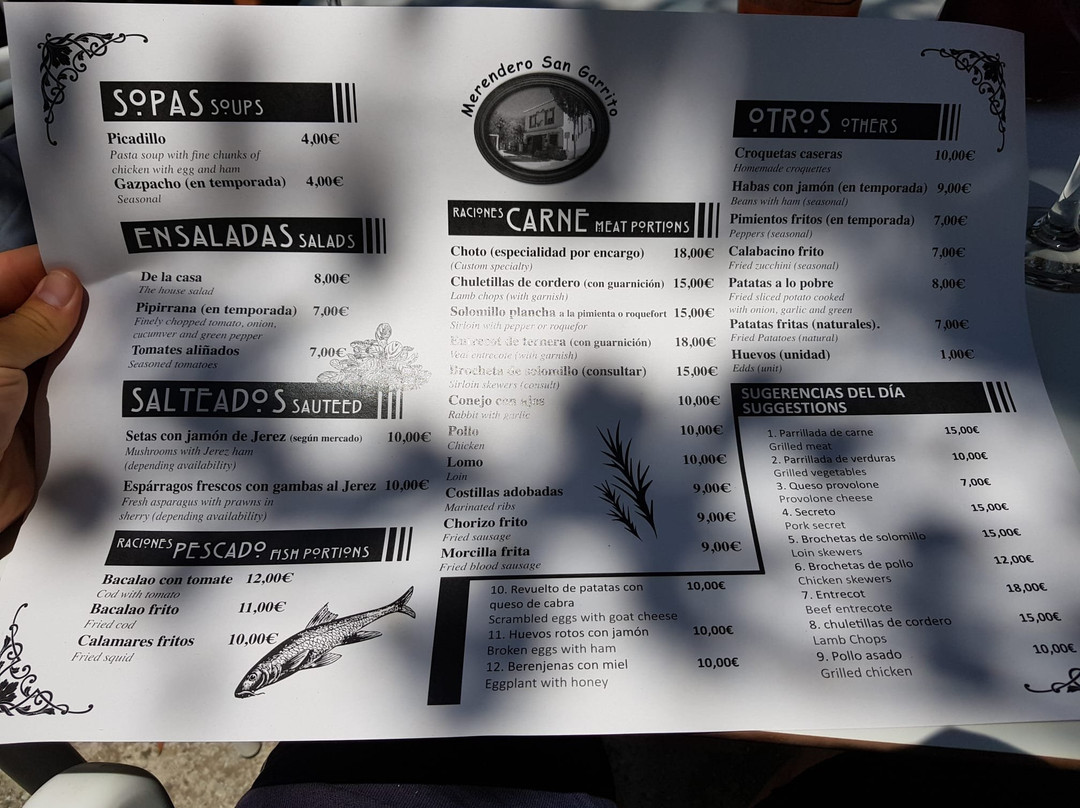 Merendero San Garrito
SOPAS SOUPS
Picadillo 4,00€
Pasta soup with fine chunks of
chicken with egg and ham
Gazpacho (en temporada) 4,00€
Seasonal
ENSALADAS SALADS
De la casa 8,00€
The house salad
Pipirrana (en temporada) 7,00€
Finely chopped tomato, onion,
cucumver and green pepper
Tomates aliñados 7,00€
Seasoned tomatoes
SALTEADOS SAUTEED
Setas con jamón de Jerez (según mercado) 10,00€
Mushrooms with Jerez ham
(depending availability)
Espárragos frescos con gambas al Jerez 10,00€
Fresh asparagus with prawns in
sherry (depending availability)
RACIONES PESCADO FISH PORTIONS
Bacalao con tomate 12,00€
Cod with tomato
Bacalao frito 11,00€
Fried cod
Calamares fritos 10,00€
Fried squid
RACIONES CARNE MEAT PORTIONS
Choto (especialidad por encargo) 18,00€
(Custom specialty)
Chuletillas de cordero (con guarnición) 15,00€
Lamb chops (with garnish)
Solomillo plancha a la pimienta o roquefort 15,00€
Sirloin with pepper or roquefor
Entrecot de ternera (con guarnición) 18,00€
Veal entrecote (with garnish)
Brocheta de solomillo (consultar) 15,00€
Sirloin skewers (consult)
Conejo con ajos 10,00€
Rabbit with garlic
Pollo 10,00€
Chicken
Lomo 10,00€
Loin
Costillas adobadas 9,00€
Marinated ribs
Chorizo frito 9,00€
Fried sausage
Morcilla frita 9,00€
Fried blood sausage
OTROS OTHERS
Croquetas caseras 10,00€
Homemade croquettes
Habas con jamón (en temporada) 9,00€
Beans with ham (seasonal)
Pimientos fritos (en temporada) 7,00€
Peppers (seasonal)
Calabacino frito 7,00€
Fried zucchini (seasonal)
Patatas a lo pobre 8,00€
Fried sliced potato cooked
with onion, garlic and green
Patatas fritas (naturales). 7,00€
Fried Patatoes (natural)
Huevos (unidad) 1,00€
Edds (unit)
SUGERENCIAS DEL DÍA
SUGGESTIONS
1. Parrillada de carne 15,00€
Grilled meat
2. Parrillada de verduras 10,00€
Grilled vegetables
3. Queso provolone 7,00€
Provolone cheese
4. Secreto 15,00€
Pork secret
5. Brochetas de solomillo 15,00€
Loin skewers
6. Brochetas de pollo 12,00€
Chicken skewers
7. Entrecot 18,00€
Beef entrecote
8. chuletillas de cordero 15,00€
Lamb Chops
9. Pollo asado 10,00€
Grilled chicken
10. Revuelto de patatas con 10,00€
queso de cabra
Scrambled eggs with goat cheese
11. Huevos rotos con jamón 10,00€
Broken eggs with ham
12. Berenjenas con miel 10,00€
Eggplant with honey